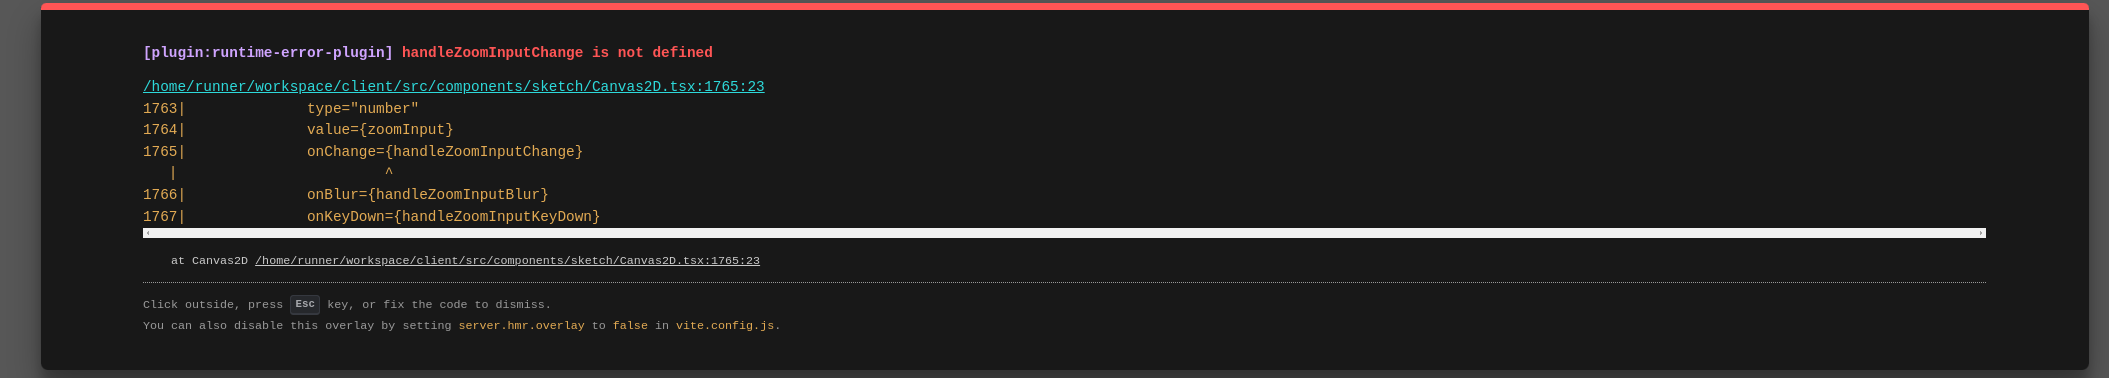 [plugin:runtime-error-plugin] handleZoomInputChange is not defined
/home/runner/workspace/client/src/components/sketch/Canvas2D.tsx:1765:23
1763|              type="number"
1764|              value={zoomInput}
1765|              onChange={handleZoomInputChange}
   |                        ^
1766|              onBlur={handleZoomInputBlur}
1767|              onKeyDown={handleZoomInputKeyDown}
at Canvas2D /home/runner/workspace/client/src/components/sketch/Canvas2D.tsx:1765:23
Click outside, press Esc key, or fix the code to dismiss.
You can also disable this overlay by setting server.hmr.overlay to false in vite.config.js.